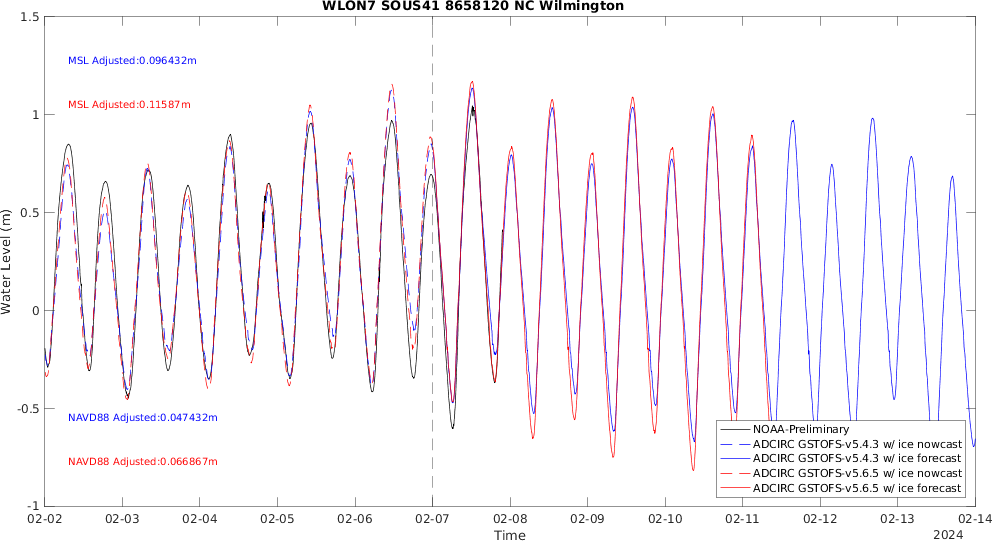 WLON7 SOUS41 8658120 NC Wilmington
1.5
1
0.5
0
-0.5
-1
Water Level (m)
MSL Adjusted:0.096432m
MSL Adjusted:0.11587m
NAVD88 Adjusted:0.047432m
NAVD88 Adjusted:0.066867m
NOAA-Preliminary
ADCIRC GSTOFS-v5.4.3 w/ ice nowcast
ADCIRC GSTOFS-v5.4.3 w/ ice forecast
ADCIRC GSTOFS-v5.6.5 w/ ice nowcast
ADCIRC GSTOFS-v5.6.5 w/ ice forecast
02-02 02-03 02-04 02-05 02-06 02-07 02-08 02-09 02-10 02-11 02-12 02-13 02-14
Time
2024